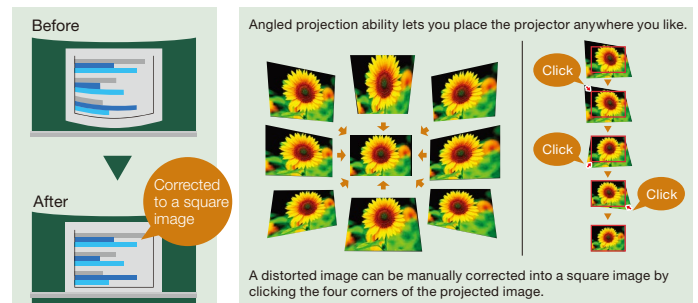 Before
After
Corrected
to a square
image
Angled projection ability lets you place the projector anywhere you like.
Click
Click
Click
A distorted image can be manually corrected into a square image by
clicking the four corners of the projected image.